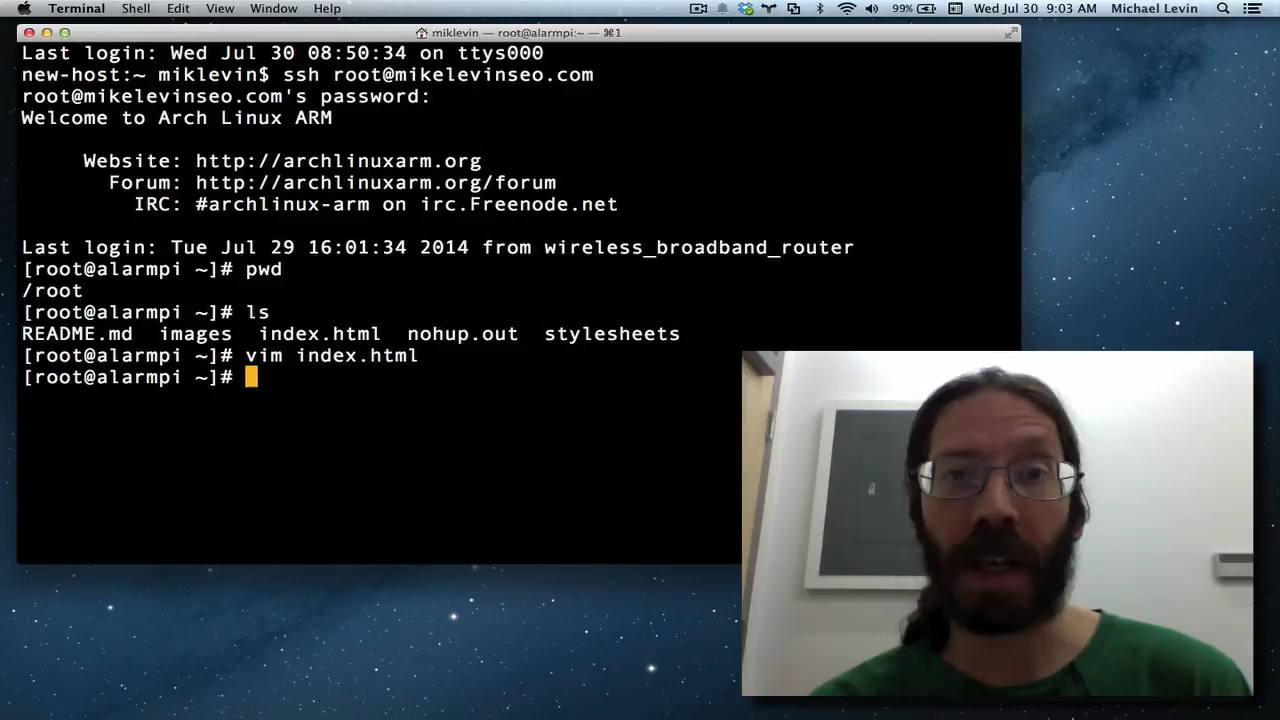 Terminal Shell Edit View Window Help 99% Wed Jul 30 9:03 AM Michael Levin
miklevin — root@alarmpi:~ — ⌘1
Last login: Wed Jul 30 08:50:34 on ttys000
new-host:~ miklevin$ ssh root@mikelevinseo.com
root@mikelevinseo.com's password:
Welcome to Arch Linux ARM
Website: http://archlinuxarm.org
Forum: http://archlinuxarm.org/forum
IRC: #archlinux-arm on irc.Freenode.net
Last login: Tue Jul 29 16:01:34 2014 from wireless_broadband_router
[root@alarmpi ~]# pwd
/root
[root@alarmpi ~]# ls
README.md images index.html nohup.out stylesheets
[root@alarmpi ~]# vim index.html
[root@alarmpi ~]#